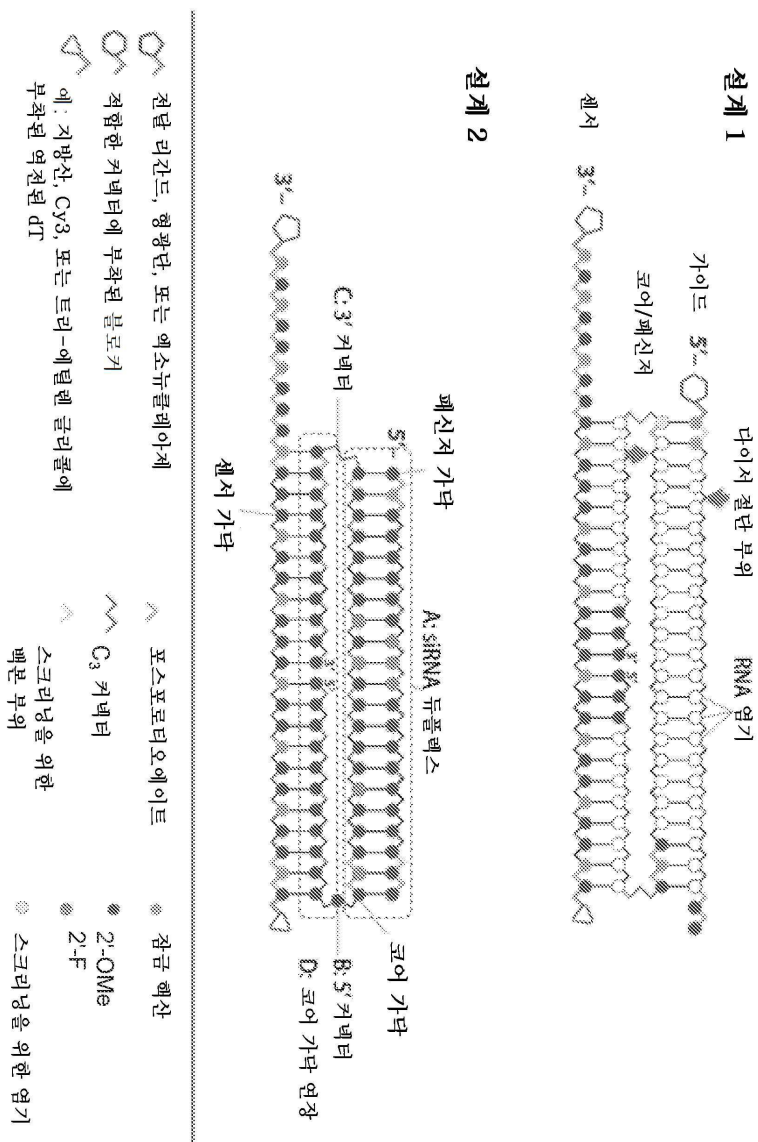 설계 1
다이서 절단 부위
RNA 염기
가이드 5'
코어/패신저
3' 5'
센서 3'
설계 2
패신저 가닥
A: siRNA 듀플렉스
코어 가닥
5'
C: 3' 커넥터
B: 5' 커넥터
D: 코어 가닥 연장
3' 5'
3'
센서 가닥
전달 리간드, 형광단, 또는 엑소뉴클레아제
적합한 커넥터에 부착된 블로커
예: 지방산, Cy3, 또는 트리-에틸렌 글리콜에
부착된 역전된 dT
포스포로티오에이트
C₃ 커넥터
스크리닝을 위한
백본 부위
잠금 핵산
2'-OMe
2'-F
스크리닝을 위한 염기